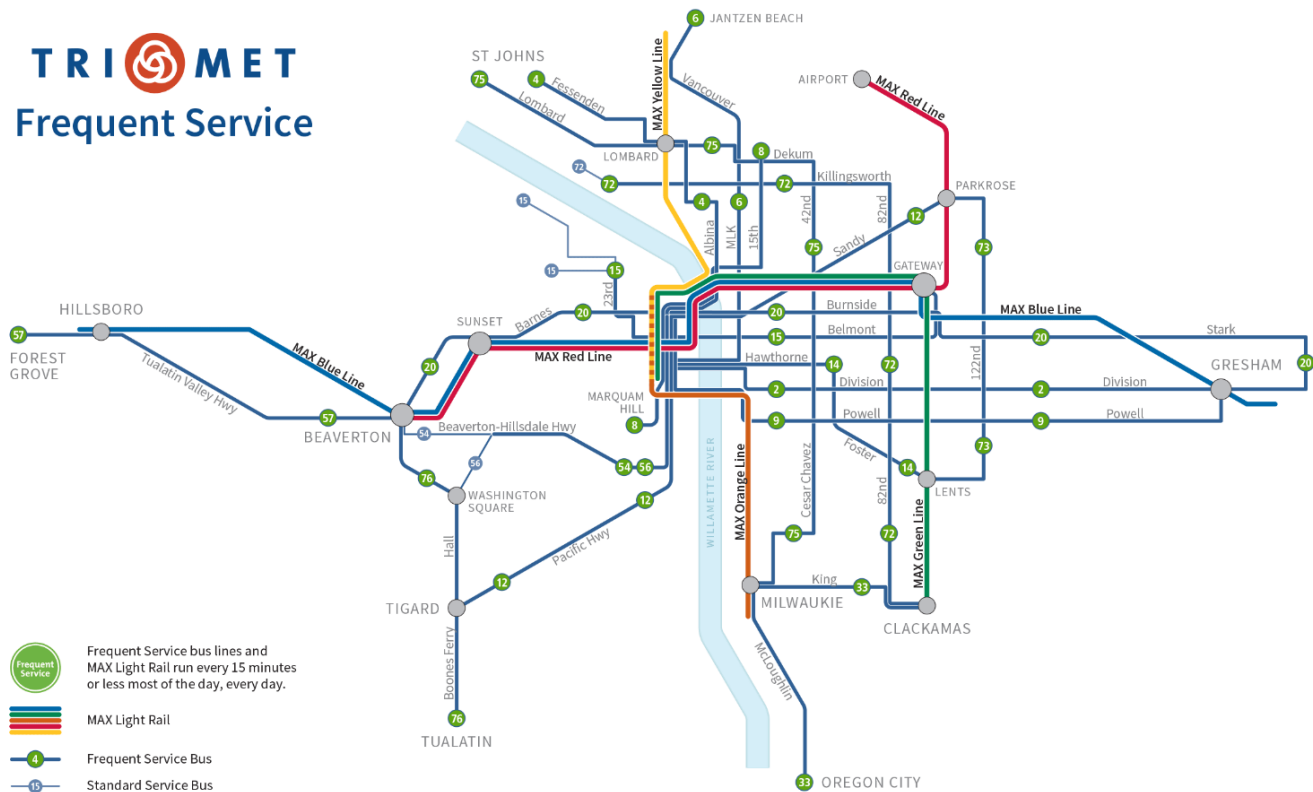 TRI MET
Frequent Service
6
JANTZEN BEACH
ST JOHNS
75
4
Fessenden
Lombard
MAX Yellow Line
Vancouver
AIRPORT
MAX Red Line
LOMBARD
75
8
Dekum
72
72
72
Killingsworth
PARKROSE
15
4
6
42nd
82nd
12
Albina
MLK
15th
Sandy
75
73
15
15
GATEWAY
23rd
HILLSBORO
57
FOREST
GROVE
SUNSET
Barnes
20
20
Burnside
MAX Blue Line
15
Belmont
20
Stark
MAX Blue Line
MAX Red Line
20
Hawthorne
14
72
122nd
GRESHAM
20
Tualatin Valley Hwy
MARQUAM
HILL
8
2
Division
2
Division
57
BEAVERTON
54
Beaverton-Hillsdale Hwy
9
Powell
9
Powell
56
54
56
Foster
14
73
76
WASHINGTON
SQUARE
12
LENTS
WILLAMETTE RIVER
MAX Orange Line
Cesar Chavez
82nd
MAX Green Line
Hall
Pacific Hwy
75
72
12
TIGARD
King
33
MILWAUKIE
CLACKAMAS
Boones Ferry
McLoughlin
76
TUALATIN
33
OREGON CITY
Frequent
Service
Frequent Service bus lines and
MAX Light Rail run every 15 minutes
or less most of the day, every day.
MAX Light Rail
4
Frequent Service Bus
15
Standard Service Bus